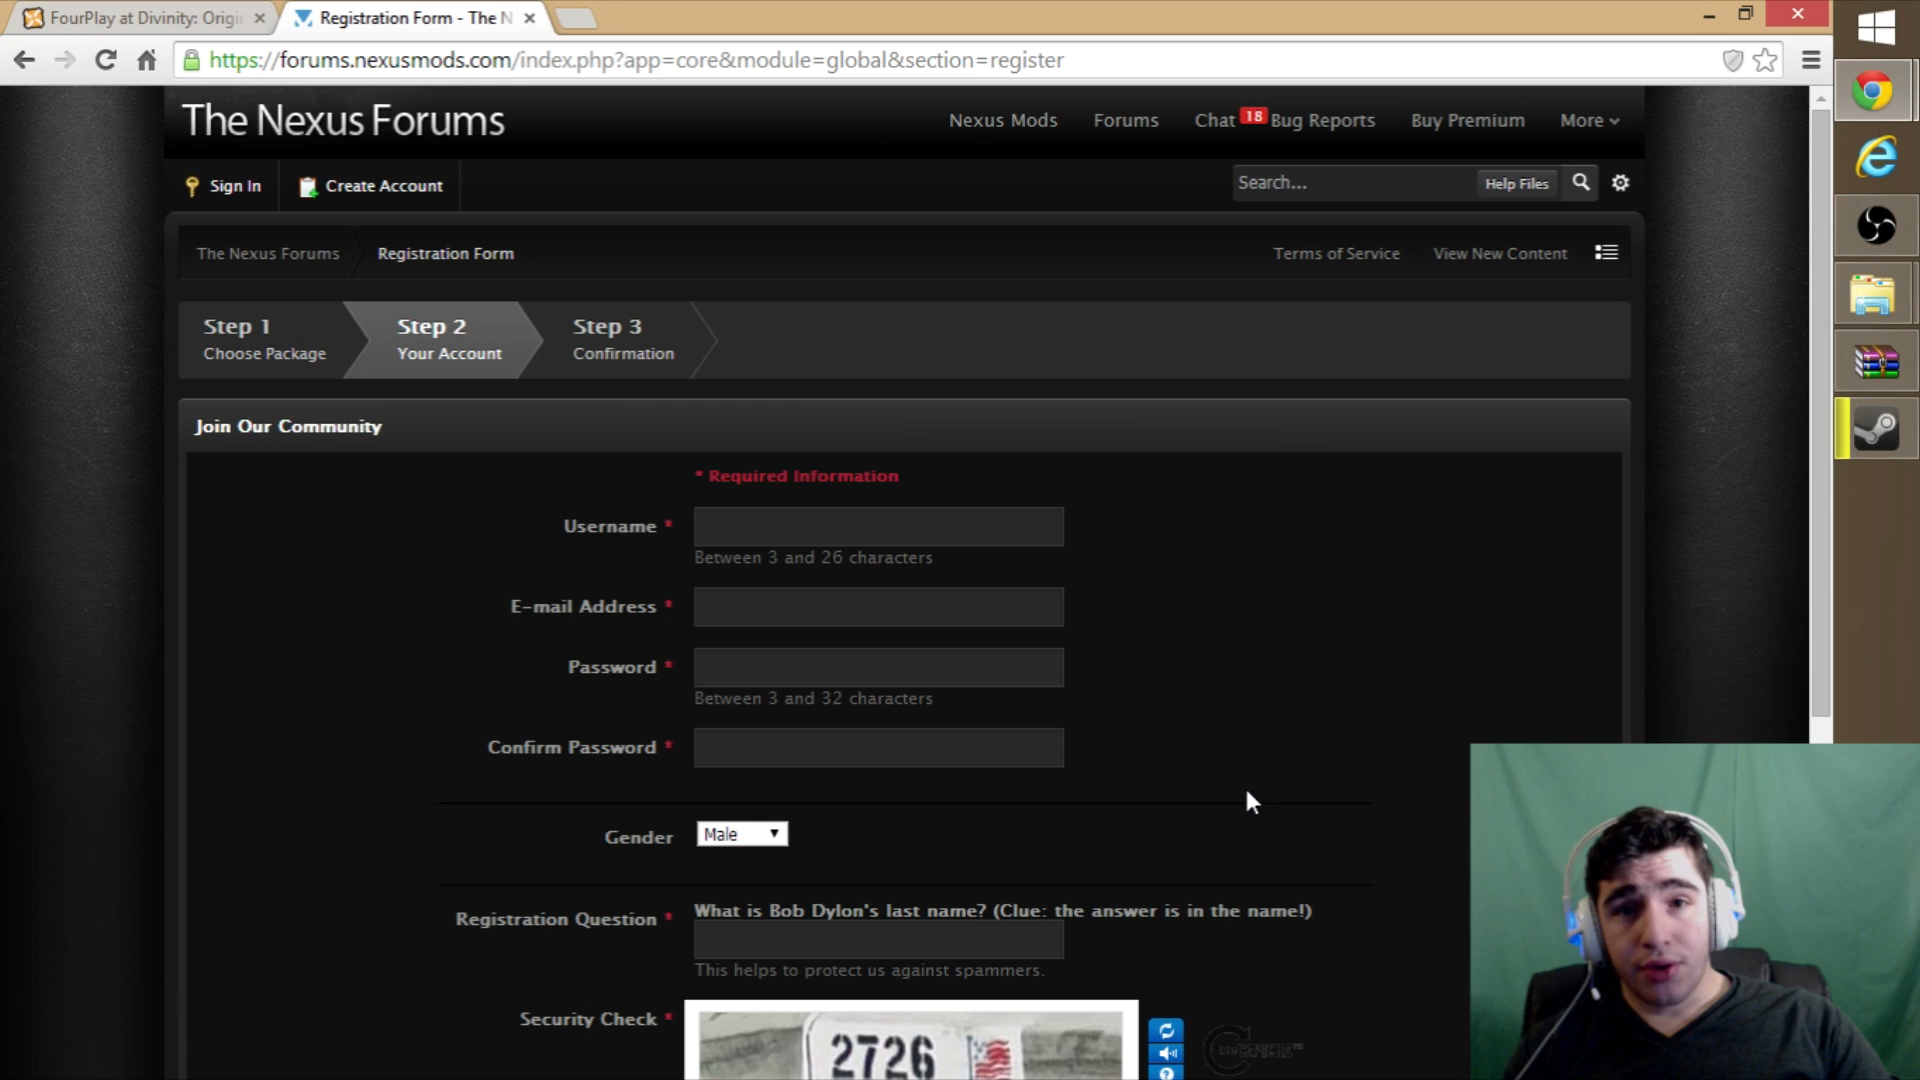 FourPlay at Divinity: Origi
Registration Form - The N
https://forums.nexusmods.com/index.php?app=core&module=global&section=register
The Nexus Forums
Nexus Mods
Forums
Chat 18
Bug Reports
Buy Premium
More
Sign In
Create Account
Search...
Help Files
The Nexus Forums
Registration Form
Terms of Service
View New Content
Step 1
Choose Package
Step 2
Your Account
Step 3
Confirmation
Join Our Community
* Required Information
Username *
Between 3 and 26 characters
E-mail Address *
Password *
Between 3 and 32 characters
Confirm Password *
Gender
Male
Registration Question *
What is Bob Dylon's last name? (Clue: the answer is in the name!)
This helps to protect us against spammers.
Security Check *
2726